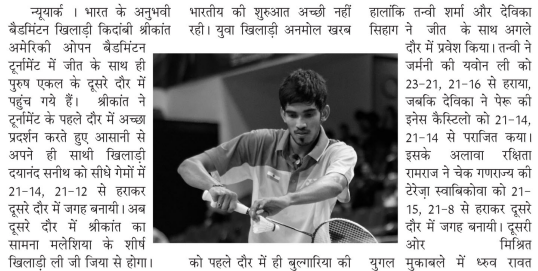 न्यूयार्क । भारत के अनुभवी
बैडमिंटन खिलाड़ी किदांबी श्रीकांत
अमेरिकी ओपन बैडमिंटन
टूर्नामेंट में जीत के साथ ही
पुरुष एकल के दूसरे दौर में
पहुंच गये हैं। श्रीकांत ने
टूर्नामेंट के पहले दौर में अच्छा
प्रदर्शन करते हुए आसानी से
अपने ही साथी खिलाड़ी
दयानंद सनीथ को सीधे गेमों में
21-14, 21-12 से हराकर
दूसरे दौर में जगह बनायी। अब
दूसरे दौर में श्रीकांत का
सामना मलेशिया के शीर्ष
खिलाड़ी ली जी जिया से होगा।
भारतीय की शुरुआत अच्छी नहीं
रही। युवा खिलाड़ी अनमोल खरब
को पहले दौर में ही बुल्गारिया की
हालांकि तन्वी शर्मा और देविका
सिहाग ने जीत के साथ अगले
दौर में प्रवेश किया। तन्वी ने
जर्मनी की यवोन ली को
23-21, 21-16 से हराया,
जबकि देविका ने पेरू की
इनेस कैस्टिलो को 21-14,
21-14 से पराजित कया।
इसके अलावा रक्षिता
रामराज ने चेक गणराज्य की
टेरेज़ा स्वाबिकोवा को 21-
15, 21-8 से हराकर दूसरे
दौर में जगह बनायी। दूसरी
ओर मिश्रित
युगल मुकाबले में ध्रुव रावत